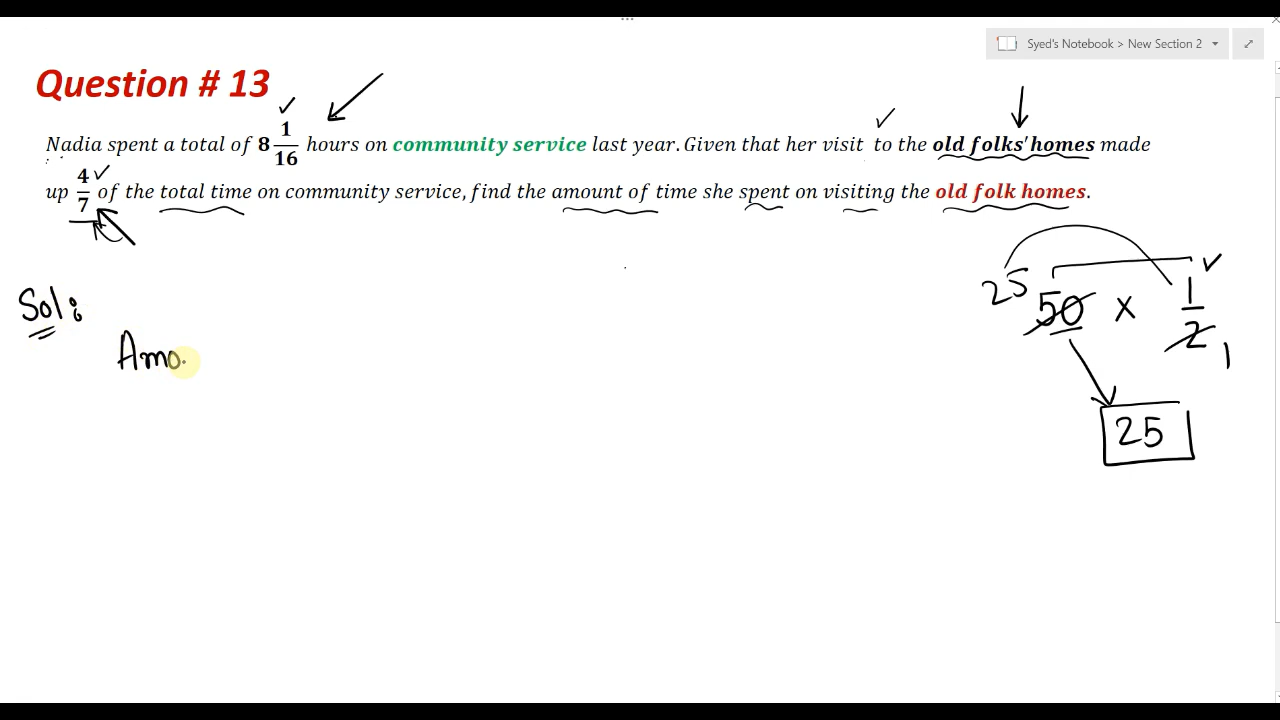 Syed's Notebook > New Section 2
Question # 13
Nadia spent a total of 8 1/16 hours on community service last year. Given that her visit to the old folks' homes made
up 4/7 of the total time on community service, find the amount of time she spent on visiting the old folk homes.
Sol:
Amo
25
50 x 1/2
1
25